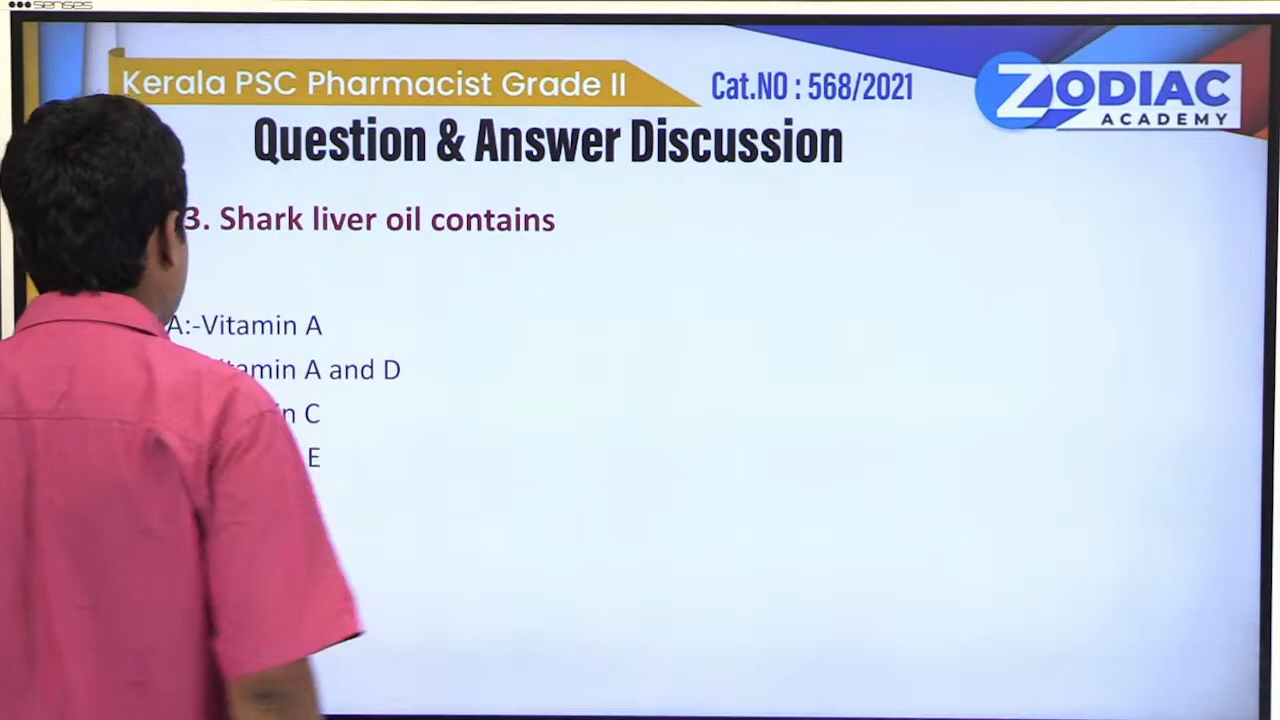 senses
Kerala PSC Pharmacist Grade II
Cat.NO : 568/2021
ZODIAC
ACADEMY
Question & Answer Discussion
3. Shark liver oil contains
A:-Vitamin A
A and D
C
E